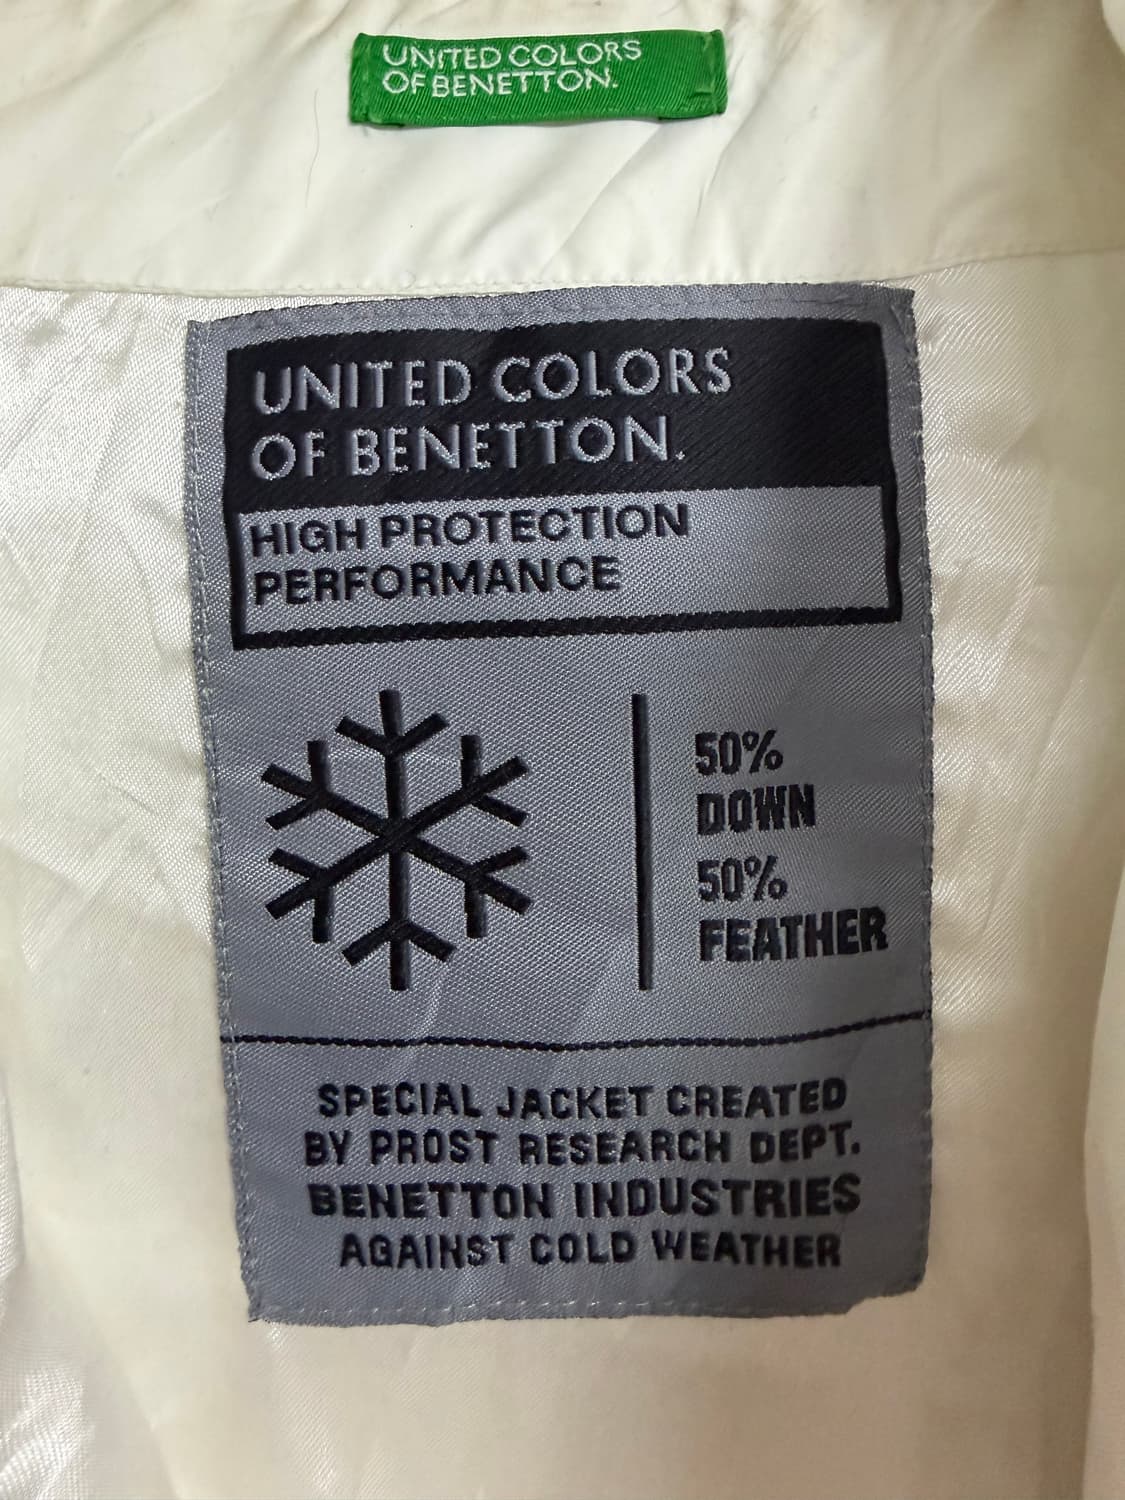 UNITED COLORS
OF BENETTON.
UNITED COLORS
OF BENETTON.
HIGH PROTECTION
PERFORMANCE
50%
DOWN
50%
FEATHER
SPECIAL JACKET CREATED
BY PROST RESEARCH DEPT.
BENETTON INDUSTRIES
AGAINST COLD WEATHER